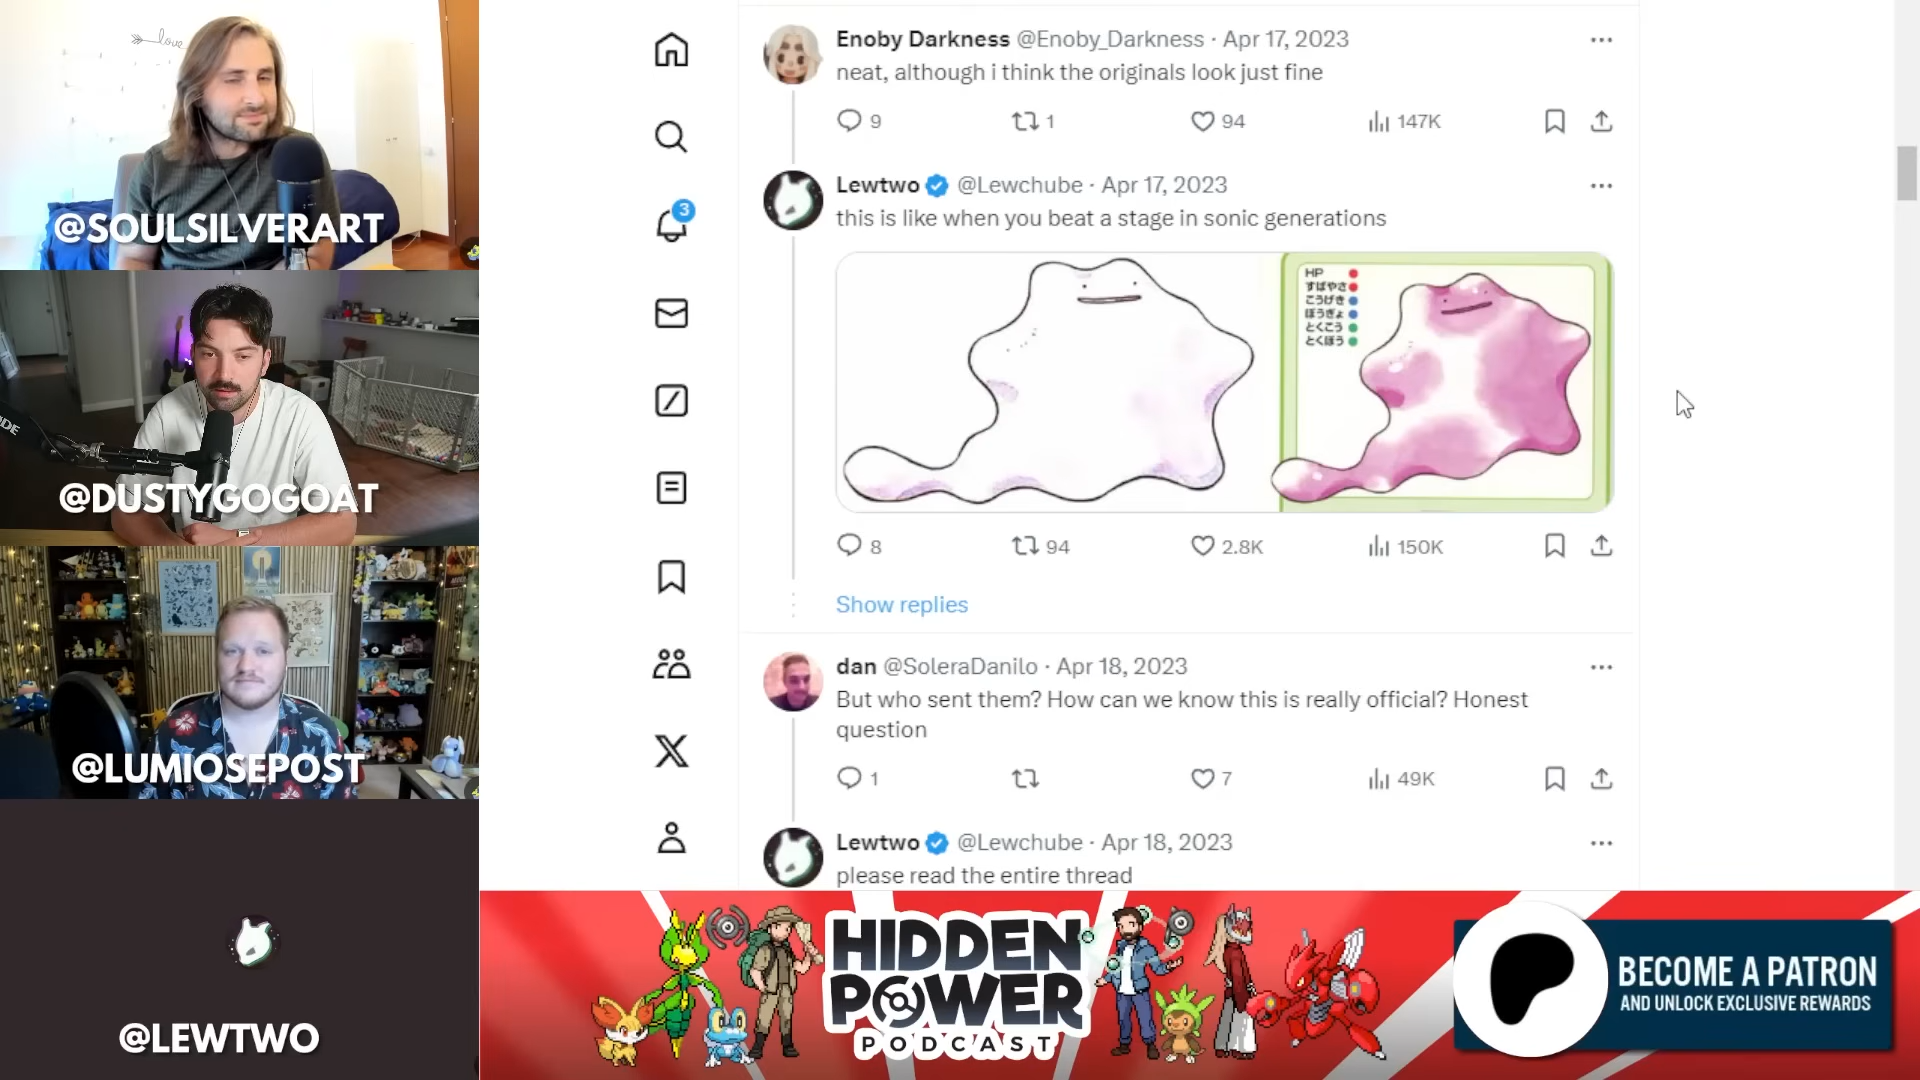 love
@SOULSILVERART
@DUSTYGOGOAT
@LUMIOSEPOST
@LEWTWO
3
Enoby Darkness @Enoby_Darkness · Apr 17, 2023
neat, although i think the originals look just fine
9 1 94 147K
Lewtwo @Lewchube · Apr 17, 2023
this is like when you beat a stage in sonic generations
HP
すばやさ
こうげき
ぼうぎょ
とくこう
とくぼう
8 94 2.8K 150K
Show replies
dan @SoleraDanilo · Apr 18, 2023
But who sent them? How can we know this is really official? Honest
question
1 7 49K
Lewtwo @Lewchube · Apr 18, 2023
please read the entire thread
HIDDEN
POWER
PODCAST
BECOME A PATRON
AND UNLOCK EXCLUSIVE REWARDS